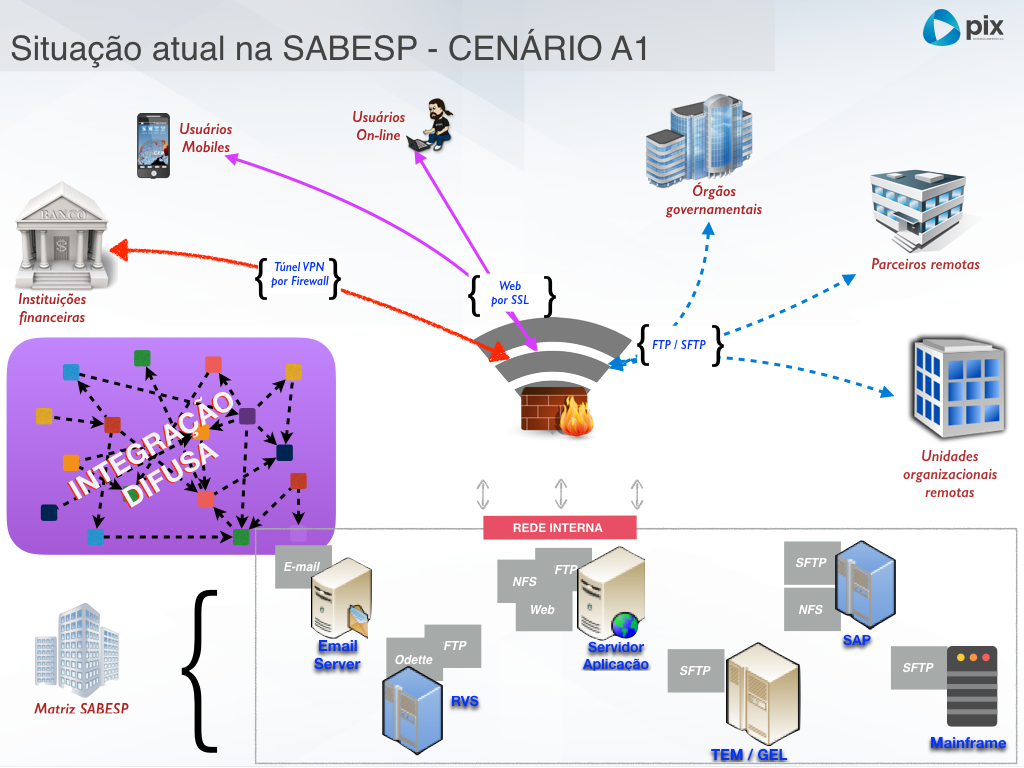 Situação atual na SABESP - CENÁRIO A1
pix
Usuários
Mobiles
Usuários
On-line
Órgãos
governamentais
BANCO
$
Parceiros remotas
Túnel VPN
por Firewall
Web
por SSL
Instituições
financeiras
FTP / SFTP
INTEGRAÇÃO
DIFUSA
Unidades
organizacionais
remotas
REDE INTERNA
E-mail
NFS
FTP
Web
SFTP
NFS
Email
Server
Servidor
Aplicação
SAP
Odette
FTP
RVS
SFTP
SFTP
Matriz SABESP
TEM / GEL
Mainframe